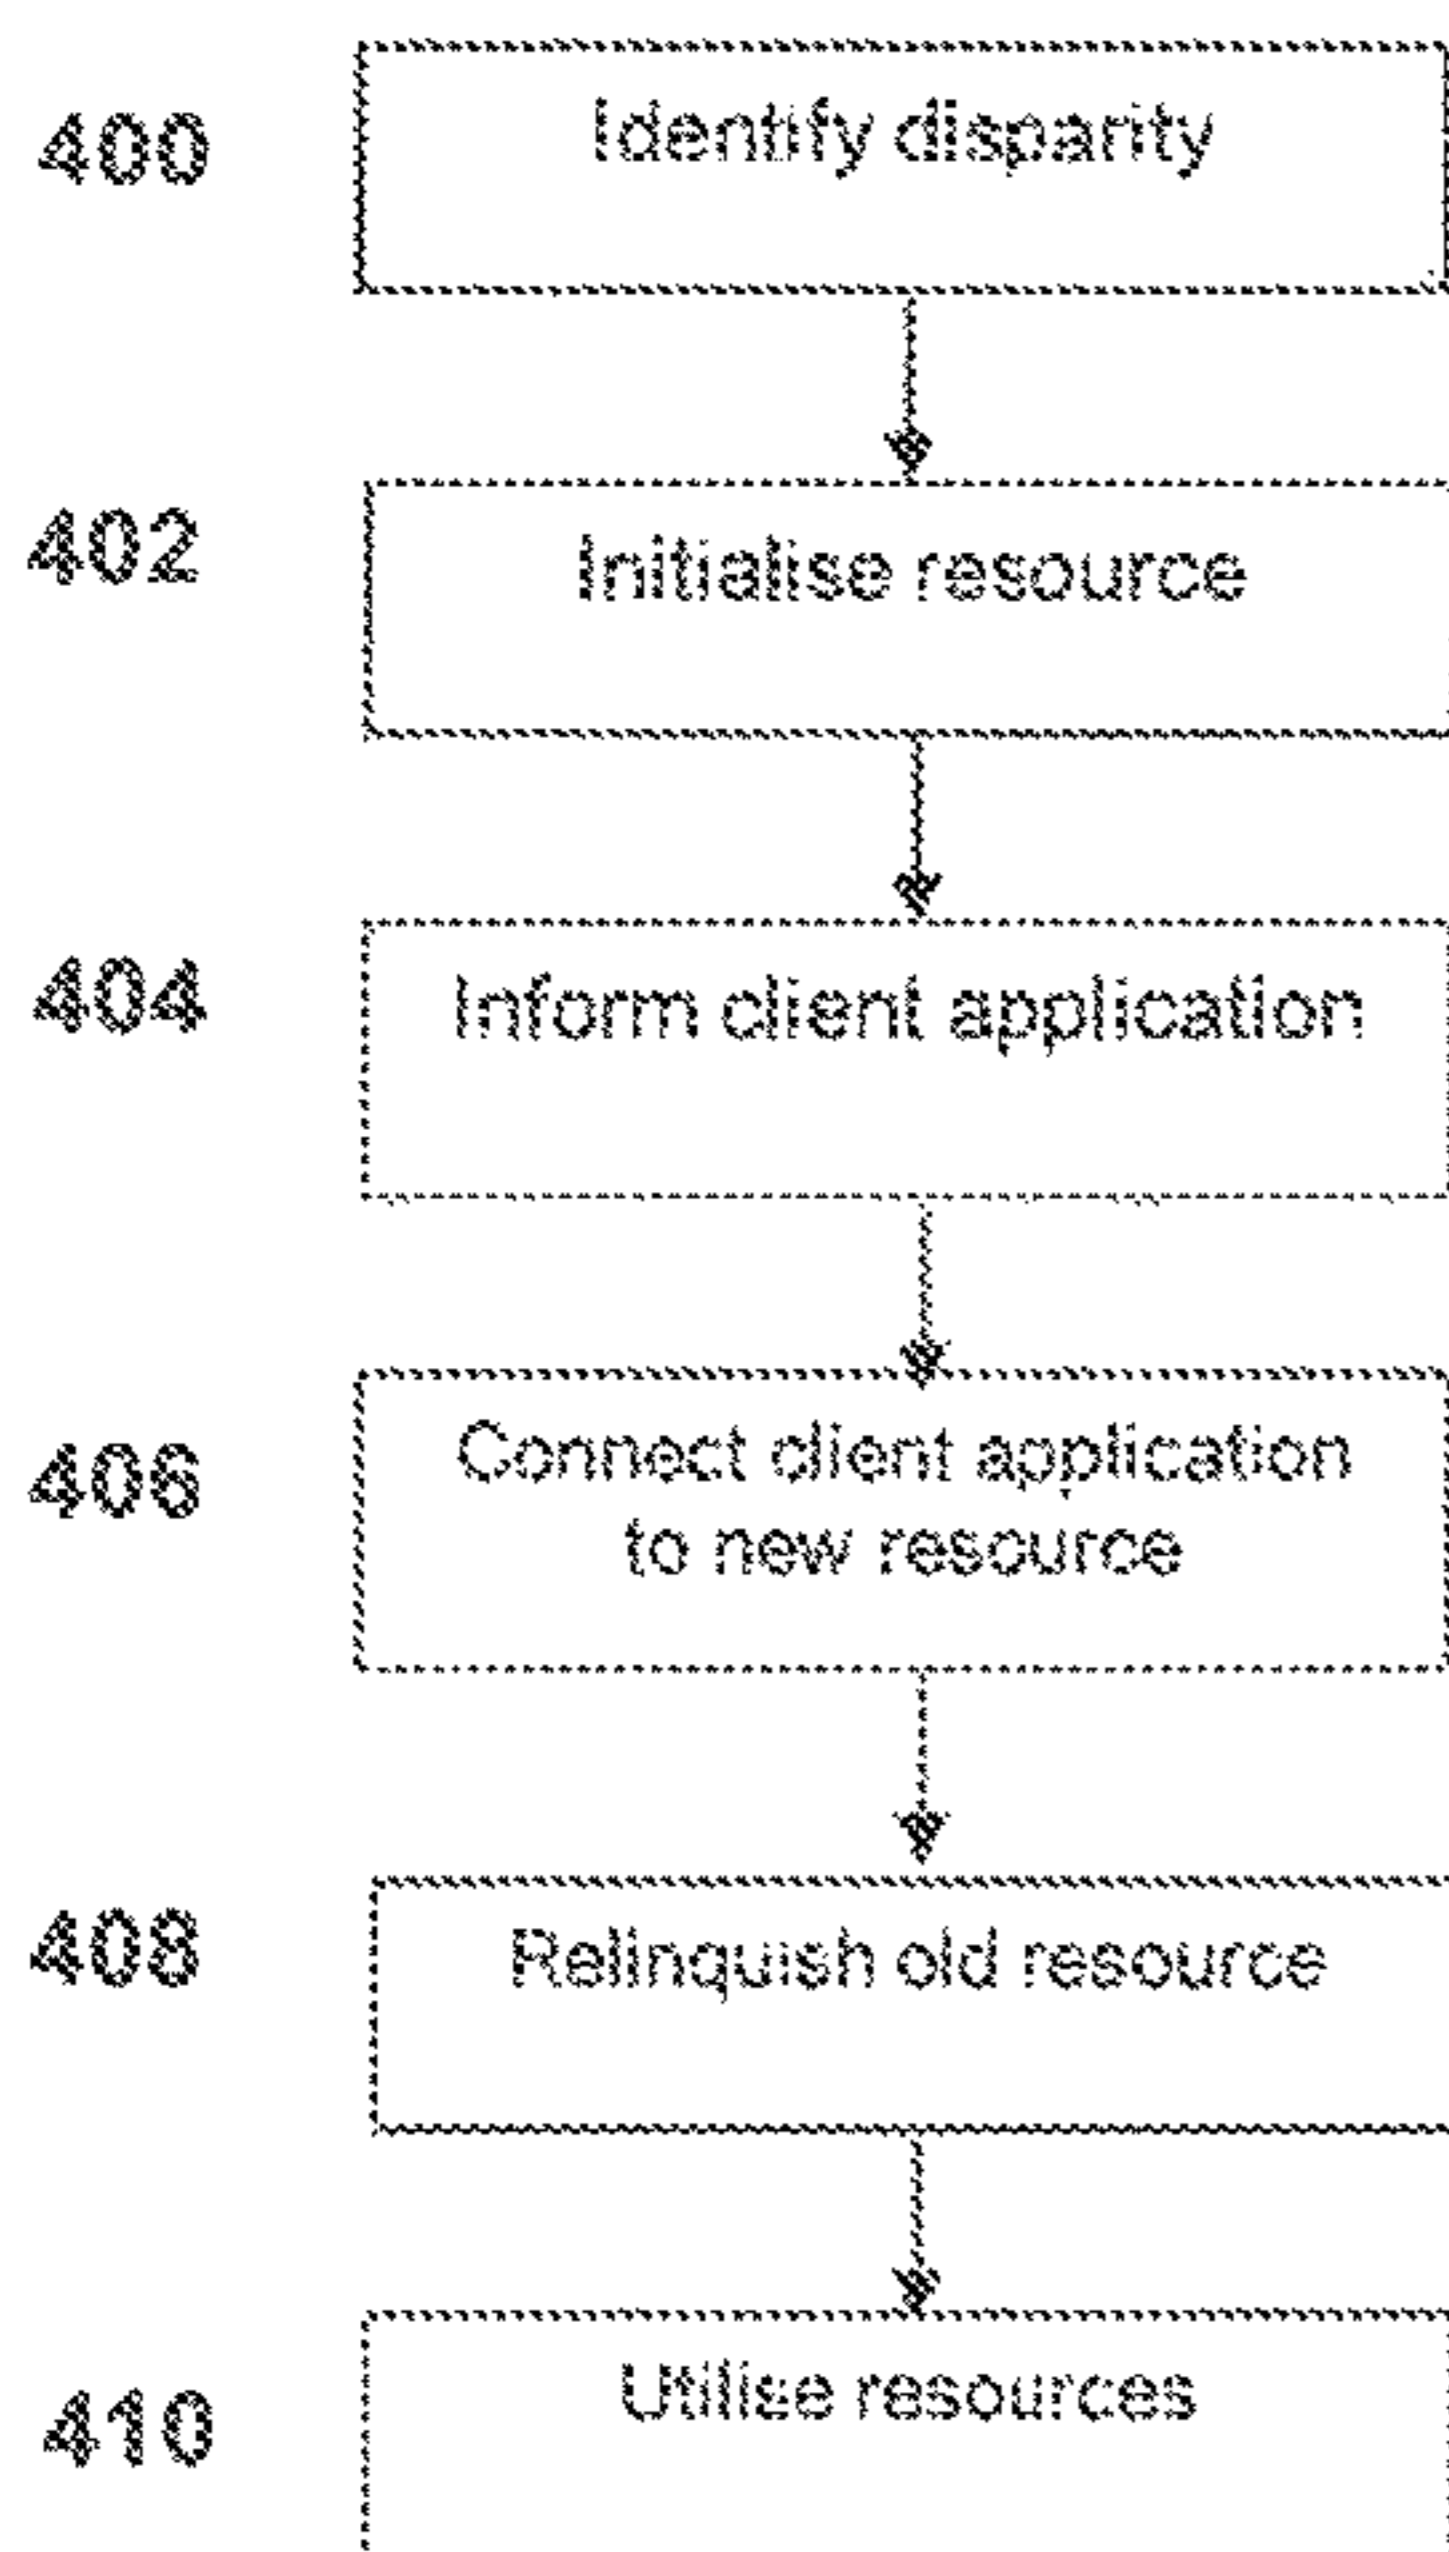 400
Identify disparity
402
Initialise resource
404
Inform client application
406
Connect client application
to new resource
408
Relinquish old resource
410
Utilise resources